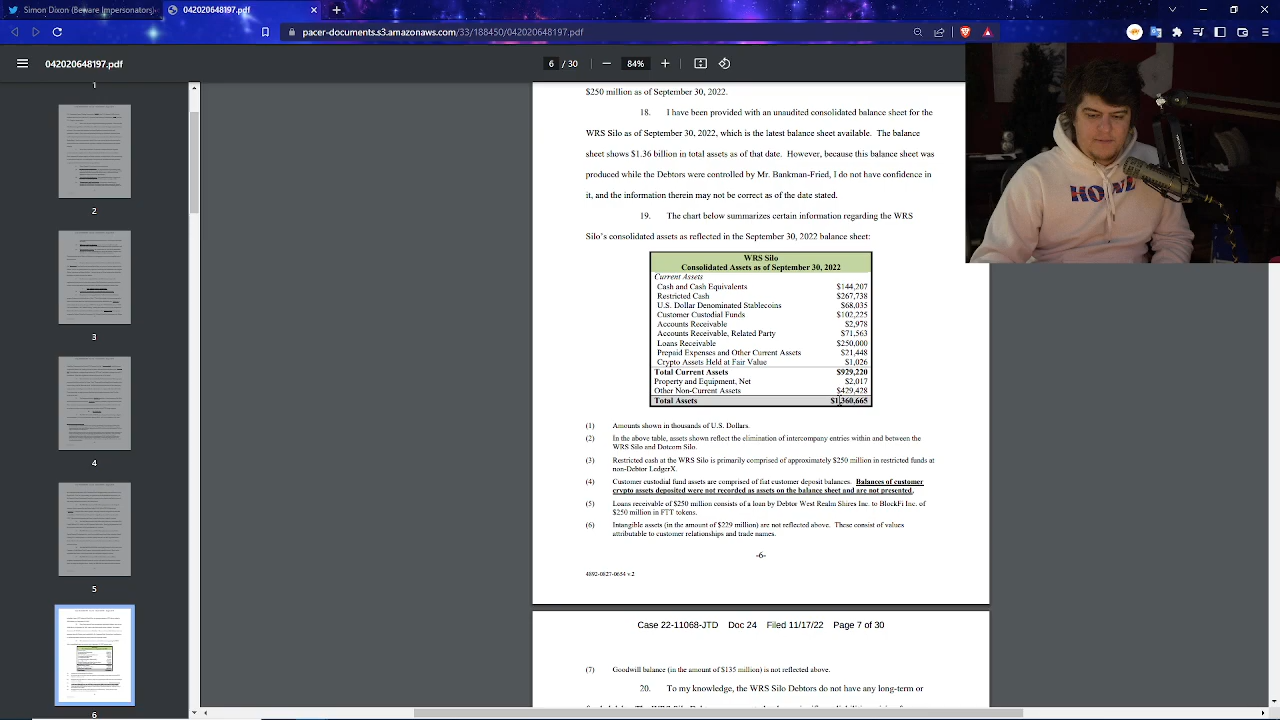 Simon Dixon (Beware Impersonators)
042020648197.pdf
pacer-documents.s3.amazonaws.com/33/188450/042020648197.pdf
042020648197.pdf
6 / 30
84%
1
2
3
4
5
6
$250 million as of September 30, 2022.
18. I have been provided with an unaudited consolidated balance sheet for the
WRS Silo as of September 30, 2022, which is the latest balance sheet available. The balance
sheet shows $1.36 billion in total assets as of that date. However, because this balance sheet was
produced while the Debtors were controlled by Mr. Bankman-Fried, I do not have confidence in
it, and the information therein may not be correct as of the date stated.
19. The chart below summarizes certain information regarding the WRS
Silo's consolidated assets as reflected in the September 30, 2022 balance sheet:
WRS Silo
Consolidated Assets as of September 30, 2022
Current Assets
Cash and Cash Equivalents $144,207
Restricted Cash $267,738
U.S. Dollar Denominated Stablecoins $68,035
Customer Custodial Funds $102,225
Accounts Receivable $2,978
Accounts Receivable, Related Party $71,563
Loans Receivable $250,000
Prepaid Expenses and Other Current Assets $21,448
Crypto Assets Held at Fair Value $1,026
Total Current Assets $929,220
Property and Equipment, Net $2,017
Other Non-Current Assets $429,428
Total Assets $1,360,665
(1) Amounts shown in thousands of U.S. Dollars.
(2) In the above table, assets shown reflect the elimination of intercompany entries within and between the
WRS Silo and Dotcom Silo.
(3) Restricted cash at the WRS Silo is primarily comprised of approximately $250 million in restricted funds at
non-Debtor LedgerX.
(4) Customer custodial fund assets are comprised of fiat customer deposit balances. Balances of customer
crypto assets deposited were not recorded as assets on the balance sheet and are not presented.
(5) Loans receivable of $250 million consists of a loan by Debtor West Realm Shires Inc. to BlockFi Inc. of
$250 million in FTT tokens.
(6) Intangible assets (in the amount of $229 million) are not reflected above. These consist of values
attributable to customer relationships and trade names.
-6-
4892-0827-0654 v.2
Case 22-11068-JTD Doc 24 Filed 11/17/22 Page 7 of 30
(7) Goodwill balance (in the amount of $135 million) is not reflected above.
20. To my knowledge, the WRS Silo Debtors do not have any long-term or